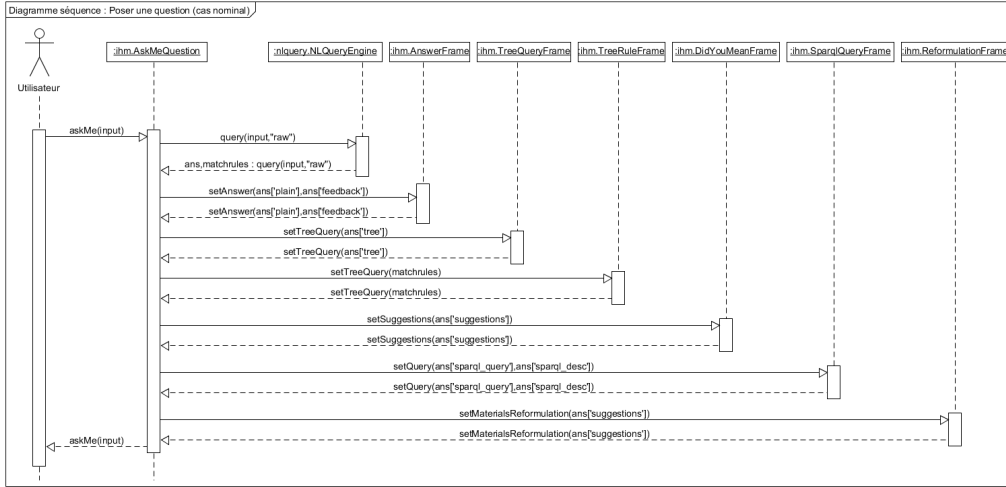 Diagramme séquence : Poser une question (cas nominal)
:ihm.AskMeQuestion
:nlquery.NLQueryEngine
:ihm.AnswerFrame
:ihm.TreeQueryFrame
:ihm.TreeRuleFrame
:ihm.DidYouMeanFrame
:ihm.SparqlQueryFrame
:ihm.ReformulationFrame
Utilisateur
askMe(input)
query(input,"raw")
ans,matchrules : query(input,"raw")
setAnswer(ans['plain'],ans['feedback'])
setAnswer(ans['plain'],ans['feedback'])
setTreeQuery(ans['tree'])
setTreeQuery(ans['tree'])
setTreeQuery(matchrules)
setTreeQuery(matchrules)
setSuggestions(ans['suggestions'])
setSuggestions(ans['suggestions'])
setQuery(ans['sparql_query'],ans['sparql_desc'])
setQuery(ans['sparql_query'],ans['sparql_desc'])
setMaterialsReformulation(ans['suggestions'])
setMaterialsReformulation(ans['suggestions'])
askMe(input)